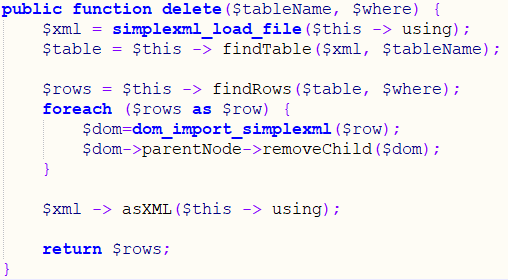 public function delete($tableName, $where) {
    $xml = simplexml_load_file($this -> using);
    $table = $this -> findTable($xml, $tableName);

    $rows = $this -> findRows($table, $where);
    foreach ($rows as $row) {
        $dom=dom_import_simplexml($row);
        $dom->parentNode->removeChild($dom);
    }

    $xml -> asXML($this -> using);

    return $rows;
}